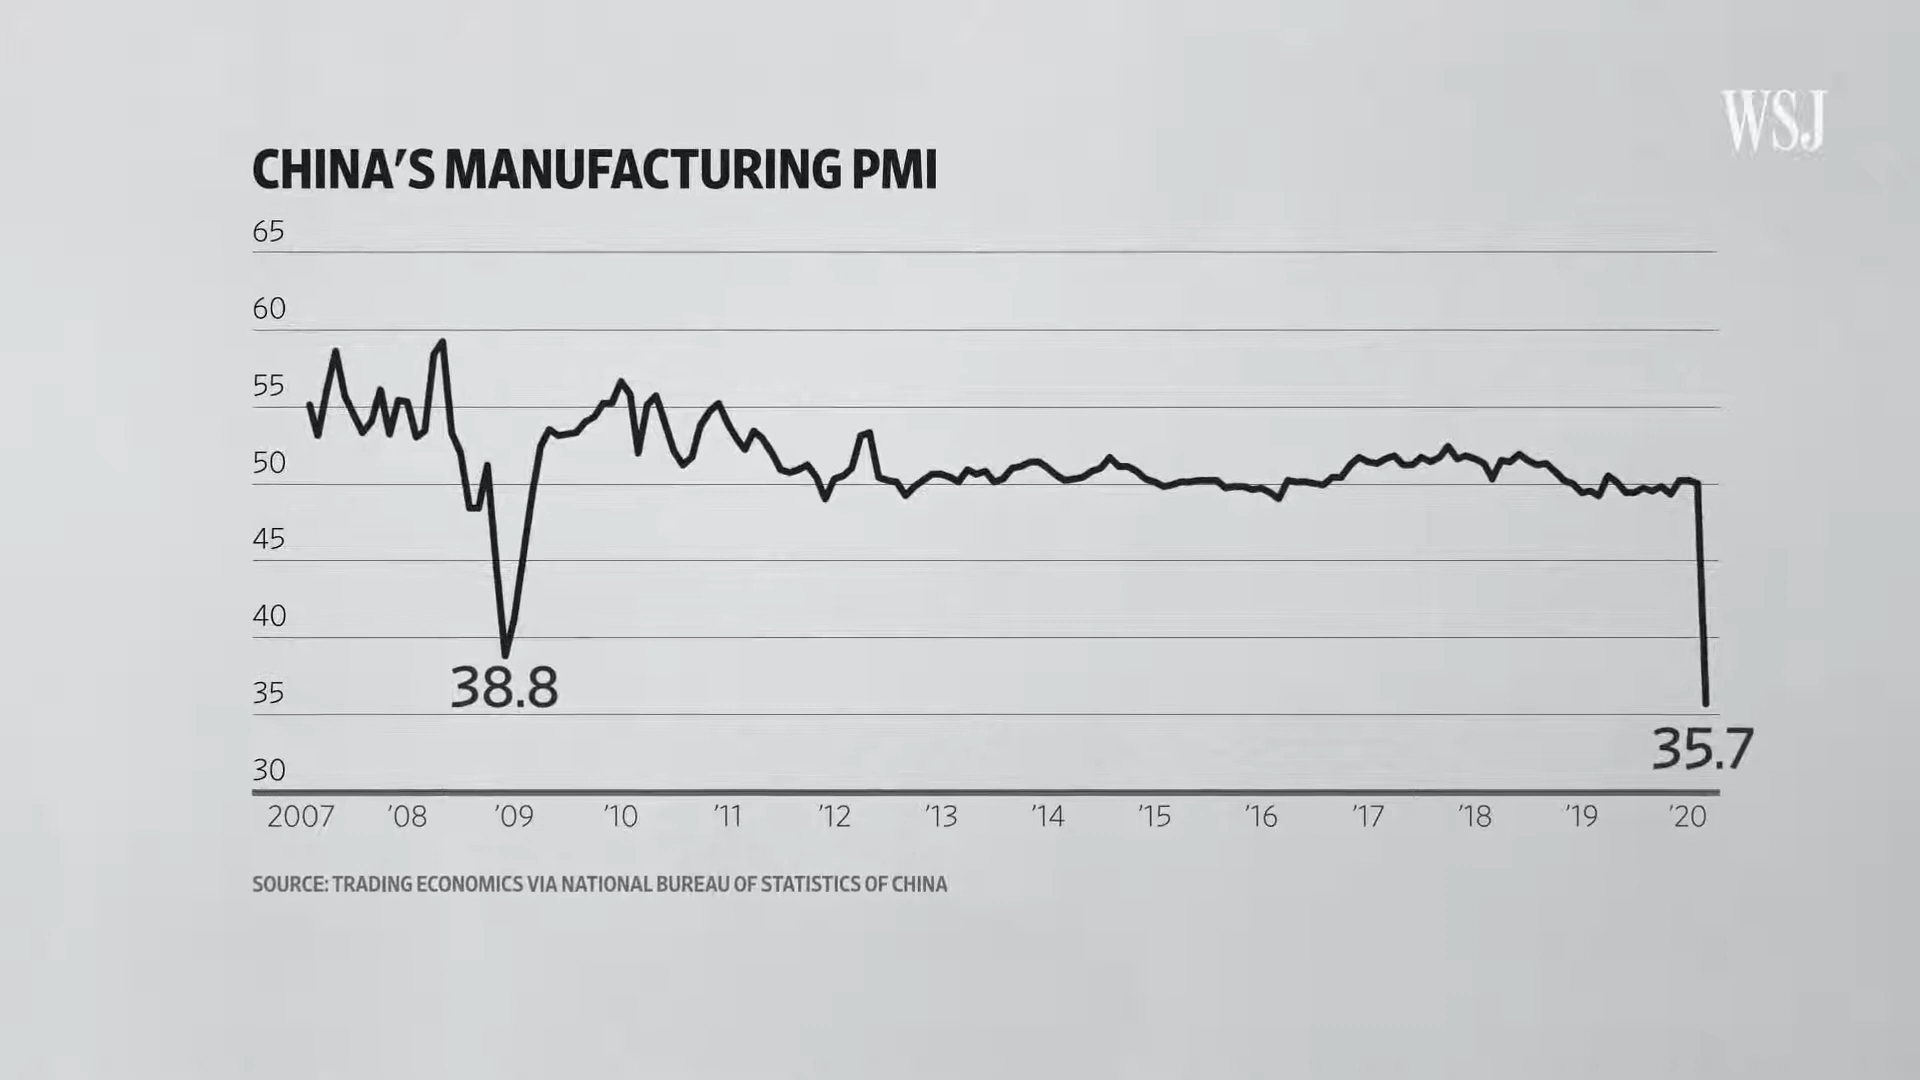 WSJ
CHINA’S MANUFACTURING PMI
65
60
55
50
45
40
38.8
35
35.7
30
2007 ’08 ’09 ’10 ’11 ’12 ’13 ’14 ’15 ’16 ’17 ’18 ’19 ’20
SOURCE: TRADING ECONOMICS VIA NATIONAL BUREAU OF STATISTICS OF CHINA